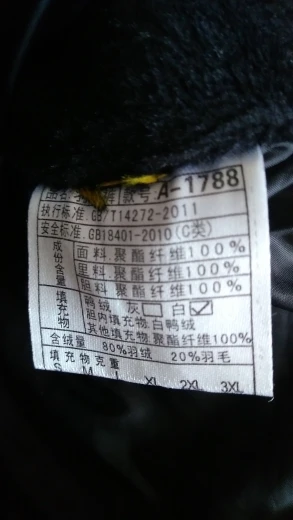 品名 裤 款号 A-1788
执行标准.GB/T14272-2011
安全标准.GB18401-2010(C类)
成份含量
面料 聚酯纤维100%
里料 聚酯纤维100%
胆料 聚酯纤维100%
填充物
鸭绒 灰□ 白☑
胆内填充物:白鸭绒
其他填充物:聚酯纤维100%
含绒量 80%羽绒 20%羽毛
填充物克重
S M L XL 2XL 3XL